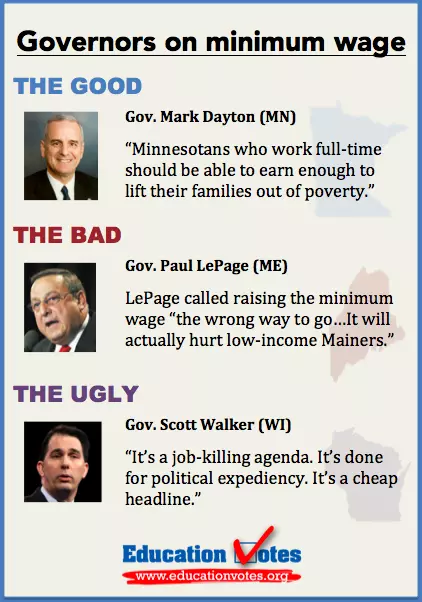 Governors on minimum wage
THE GOOD
Gov. Mark Dayton (MN)
“Minnesotans who work full-time
should be able to earn enough to
lift their families out of poverty.”
THE BAD
Gov. Paul LePage (ME)
LePage called raising the minimum
wage “the wrong way to go...It will
actually hurt low-income Mainers.”
THE UGLY
Gov. Scott Walker (WI)
“It’s a job-killing agenda. It’s done
for political expediency. It’s a cheap
headline.”
Education Votes
www.educationvotes.org